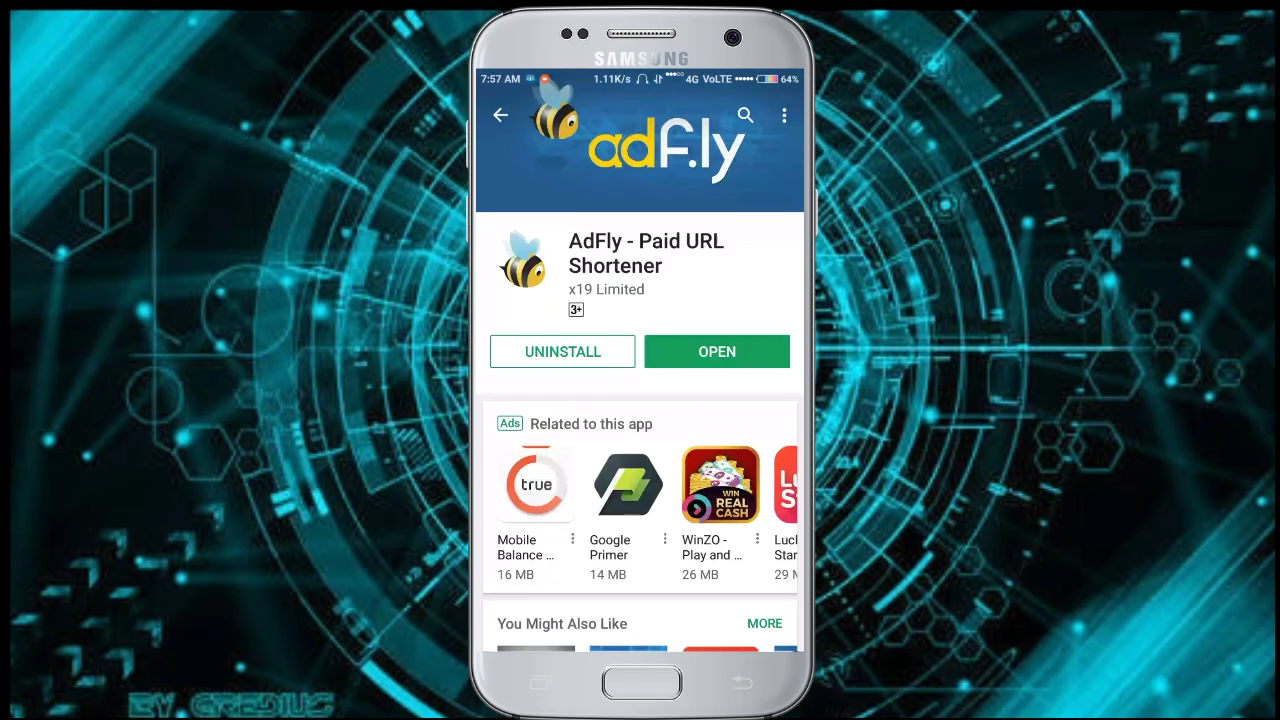 SAMSUNG
7:57 AM 1.11K/s 4G VoLTE 64%
adf.ly
AdFly - Paid URL
Shortener
x19 Limited
3+
UNINSTALL OPEN
Ads Related to this app
true
WIN
REAL
CASH
Lu
S
Mobile
Balance ...
16 MB
Google
Primer
14 MB
WinZO -
Play and ...
26 MB
Luc
Star
29 M
You Might Also Like MORE
BY CREDIUS